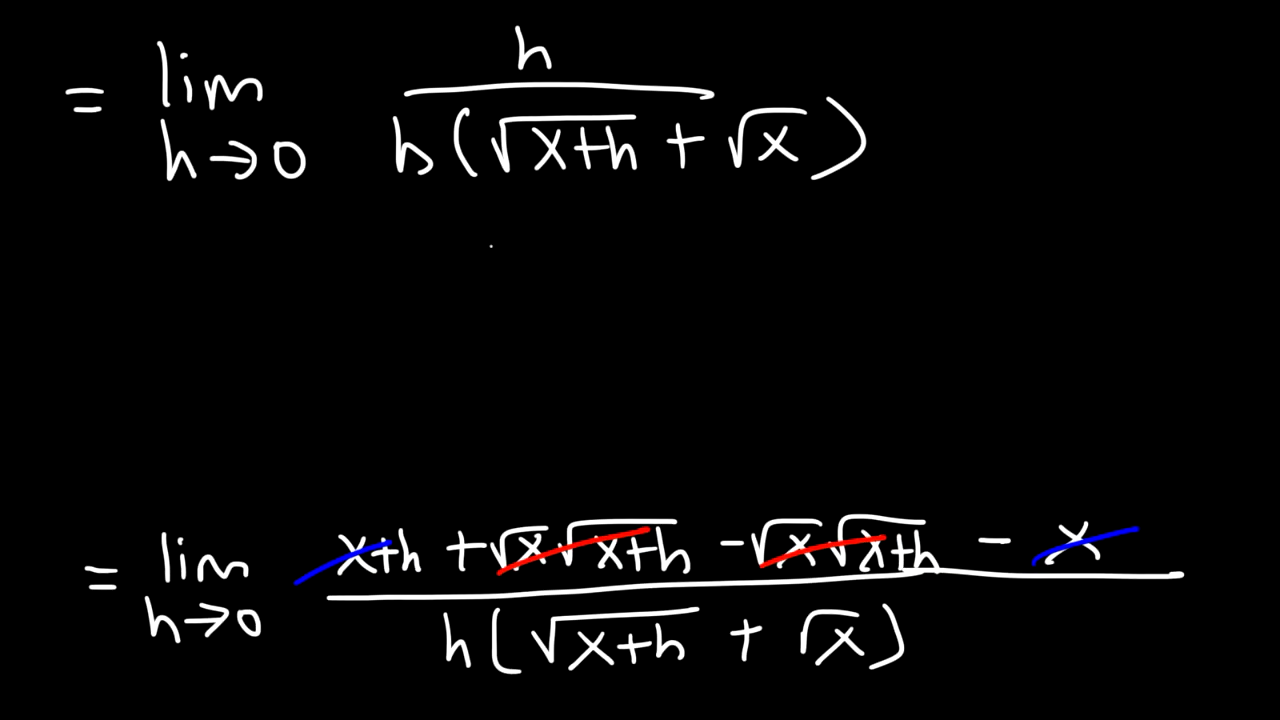 = lim h→0 h / h(√x+h + √x)
= lim h→0 x+h + √x √x+h - √x √x+h - x / h(√x+h + √x)